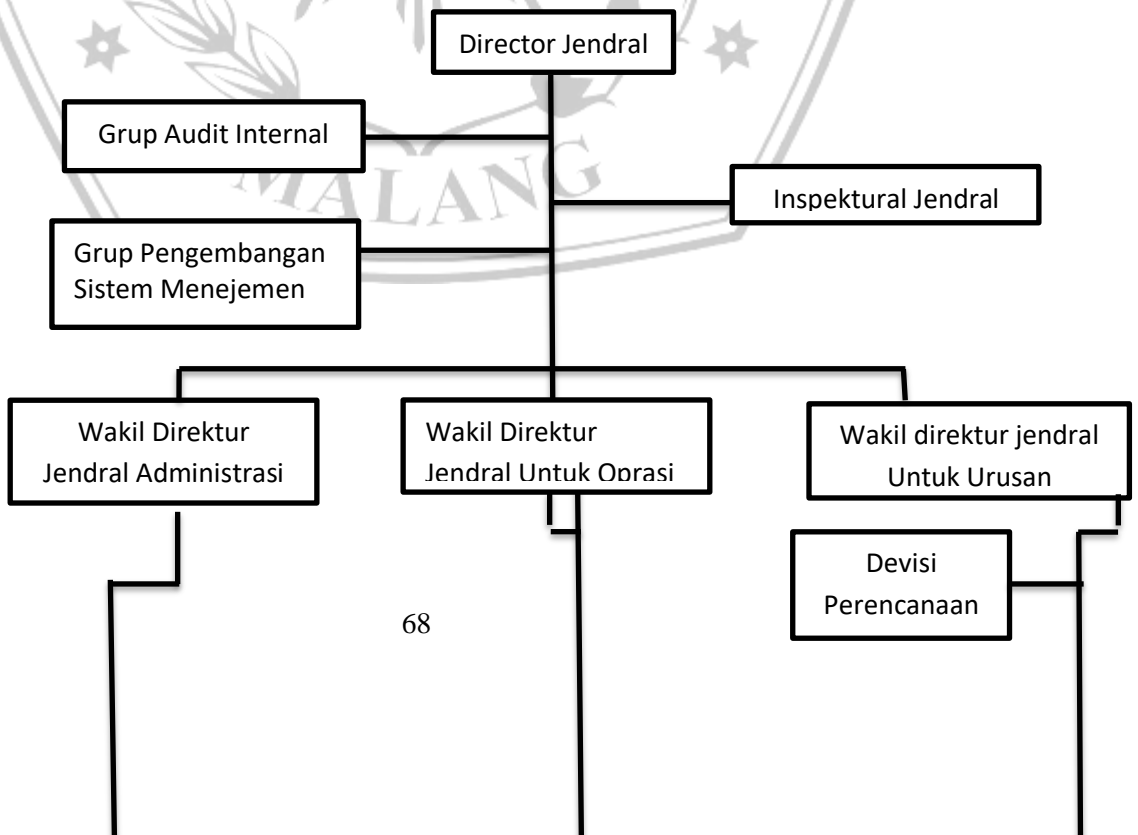 Director Jendral
Grup Audit Internal
MALANG
Inspektural Jendral
Grup Pengembangan
Sistem Menejemen
Wakil Direktur
Jendral Administrasi
Wakil Direktur
Jendral Untuk Oprasi
Wakil direktur jendral
Untuk Urusan
Devisi
Perencanaan
68